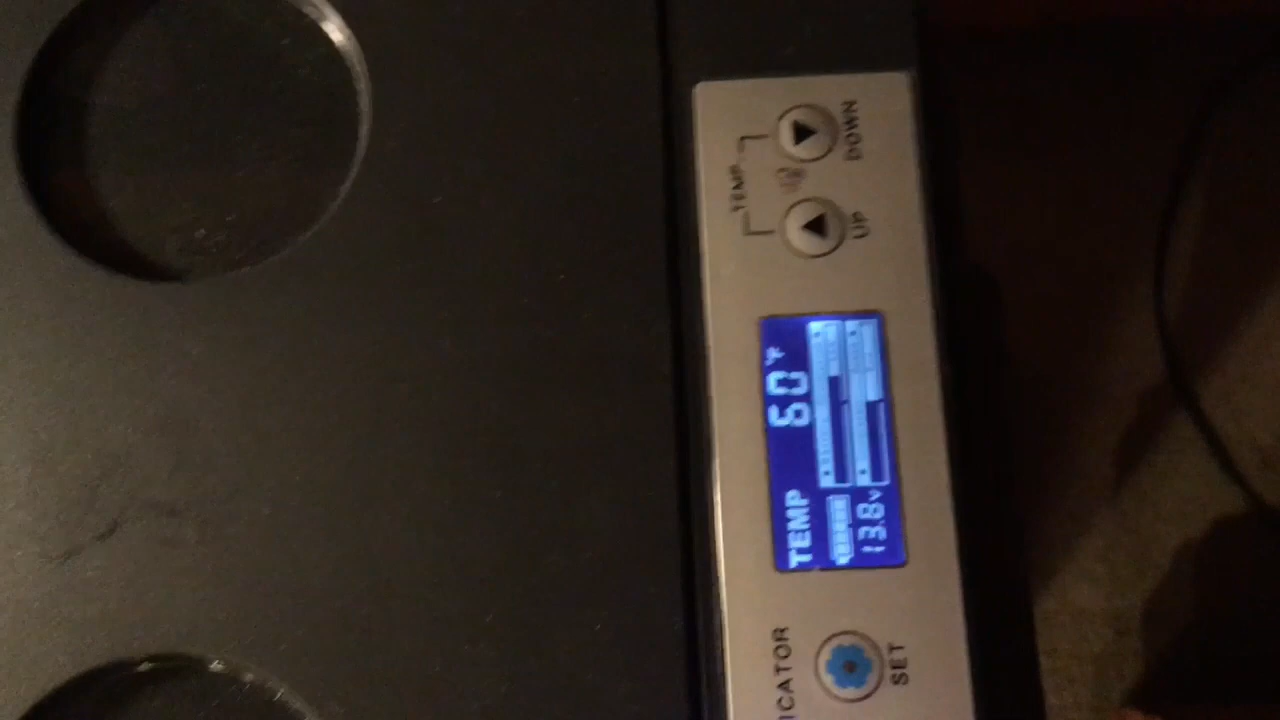 ICATOR
SET
TEMP 60 °F
13.8v
TEMP
UP
DOWN